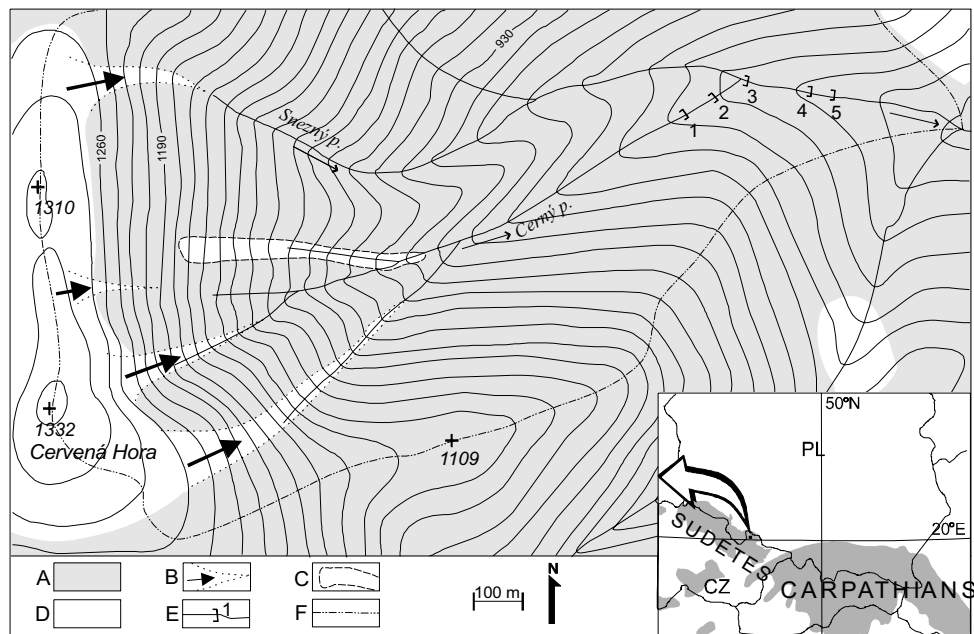 930
1260
1190
Snezný p.
1310
Černý p.
1
2
3
4
5
1332
Cervená Hora
1109
50°N
PL
20°E
SUDETES
CZ
CARPATHIANS
A
B
C
D
E
1
F
100 m
N